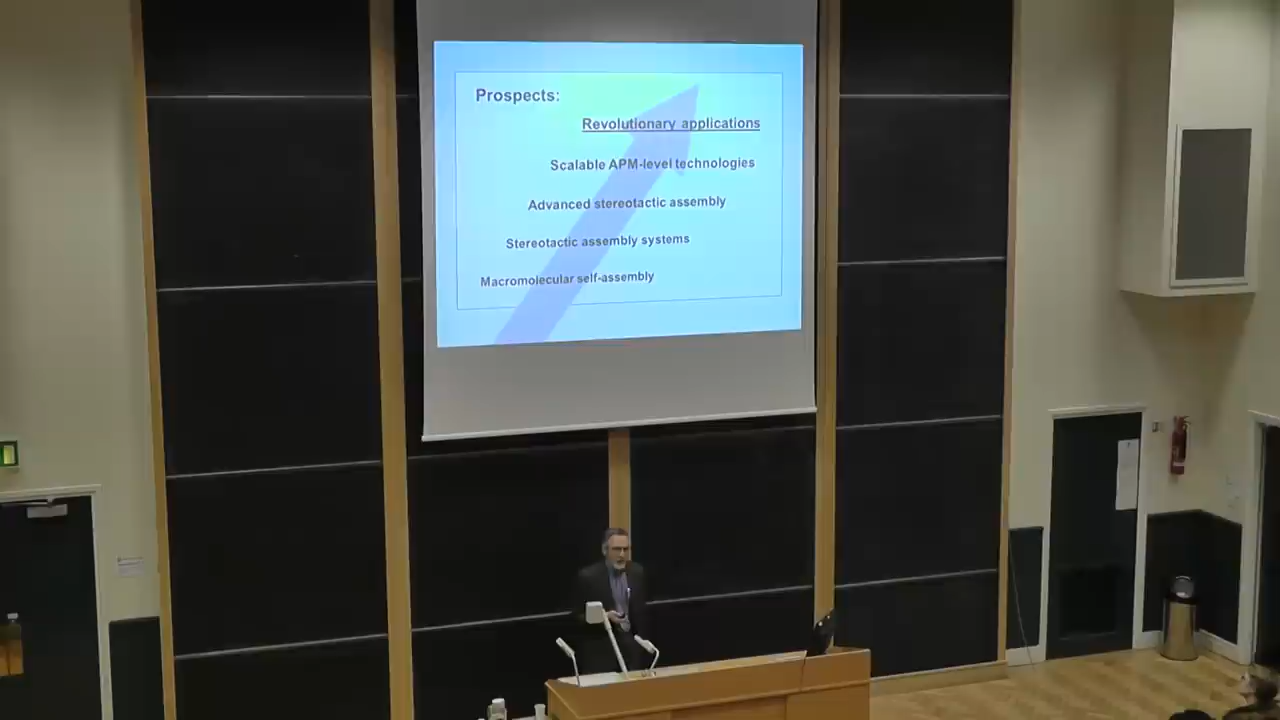 Prospects:
Revolutionary applications
Scalable APM-level technologies
Advanced stereotactic assembly
Stereotactic assembly systems
Macromolecular self-assembly